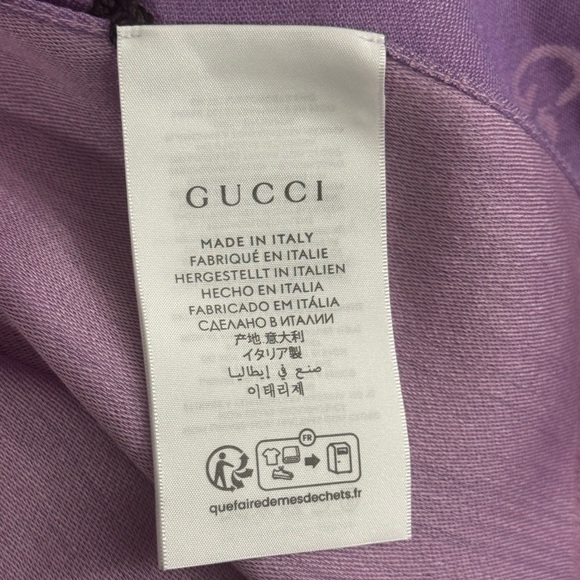 GUCCI
MADE IN ITALY
FABRIQUÉ EN ITALIE
HERGESTELLT IN ITALIEN
HECHO EN ITALIA
FABRICADO EM ITÁLIA
СДЕЛАНО В ИТАЛИИ
产地.意大利
イタリア製
صنع في إيطاليا
이태리제
FR
quefairedemesdechets.fr